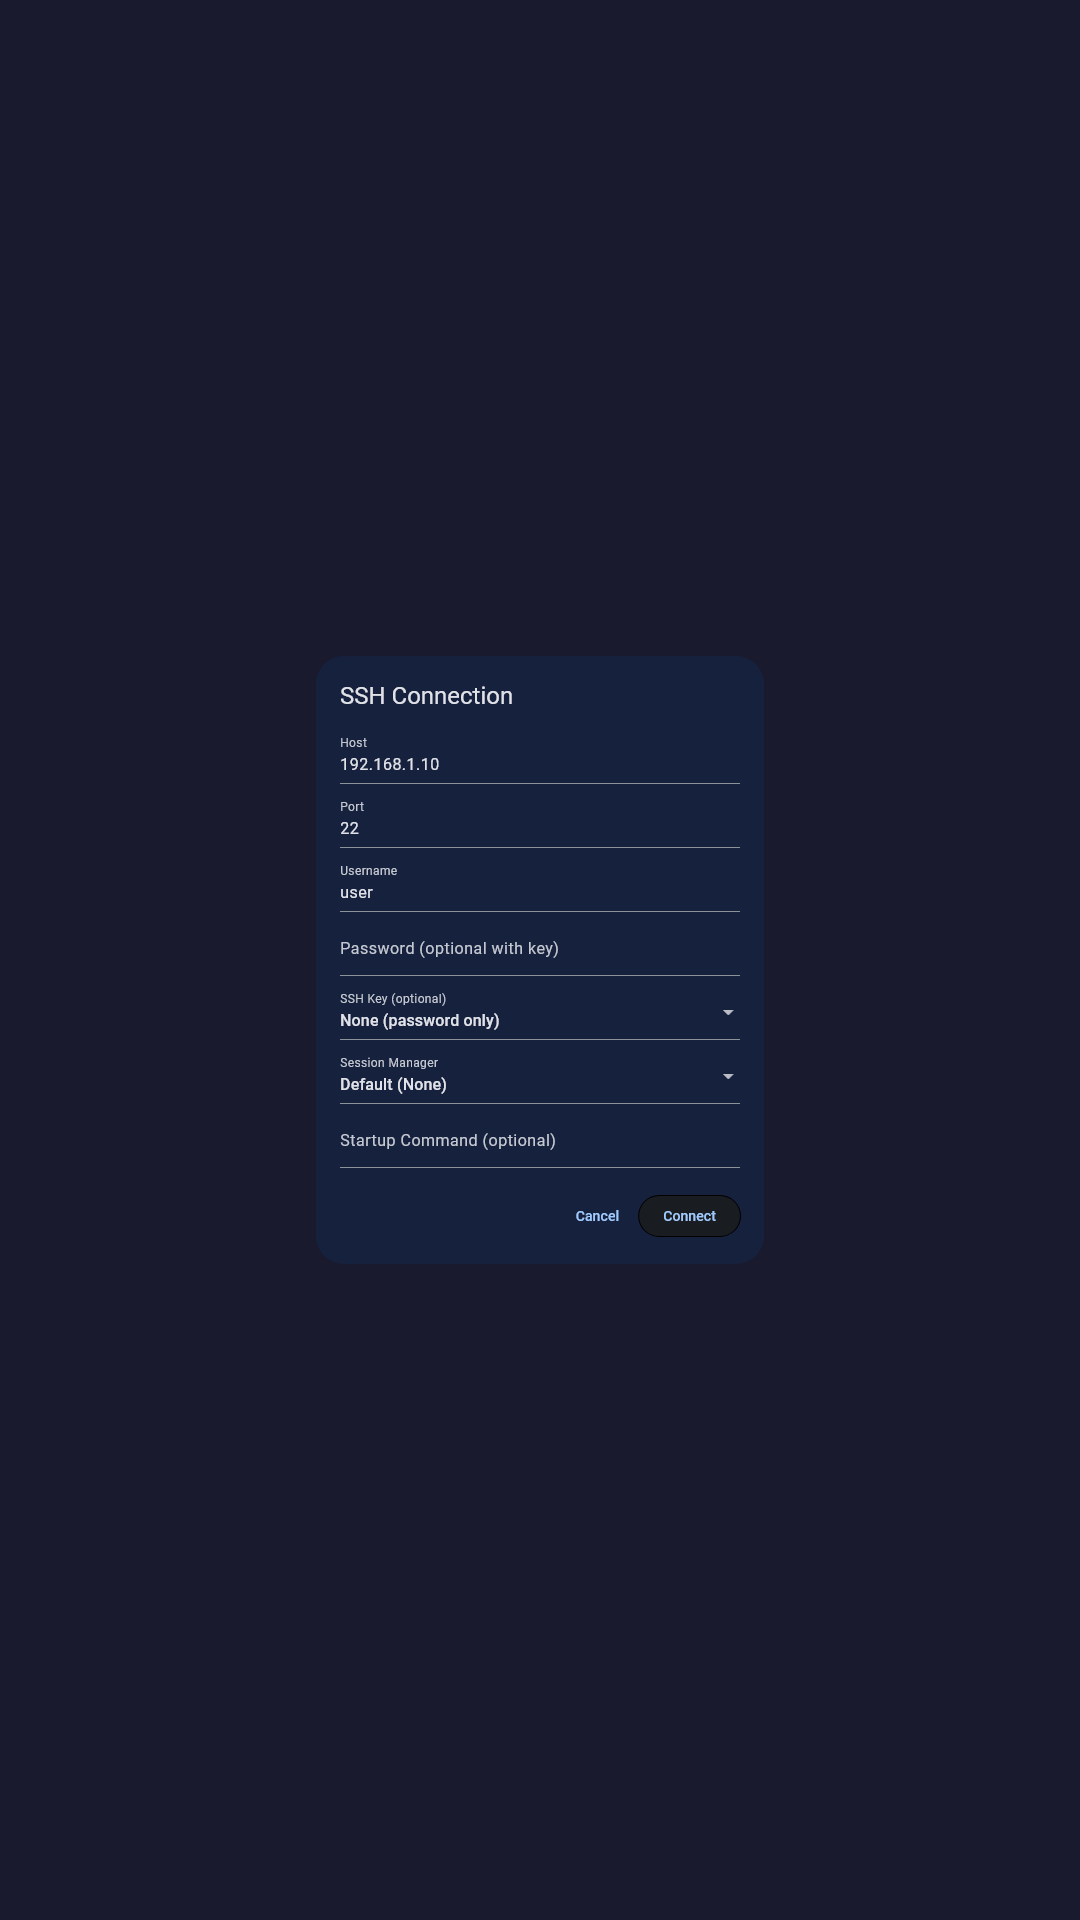 SSH Connection
Host
192.168.1.10
Port
22
Username
user
Password (optional with key)
SSH Key (optional)
None (password only)
Session Manager
Default (None)
Startup Command (optional)
Cancel Connect